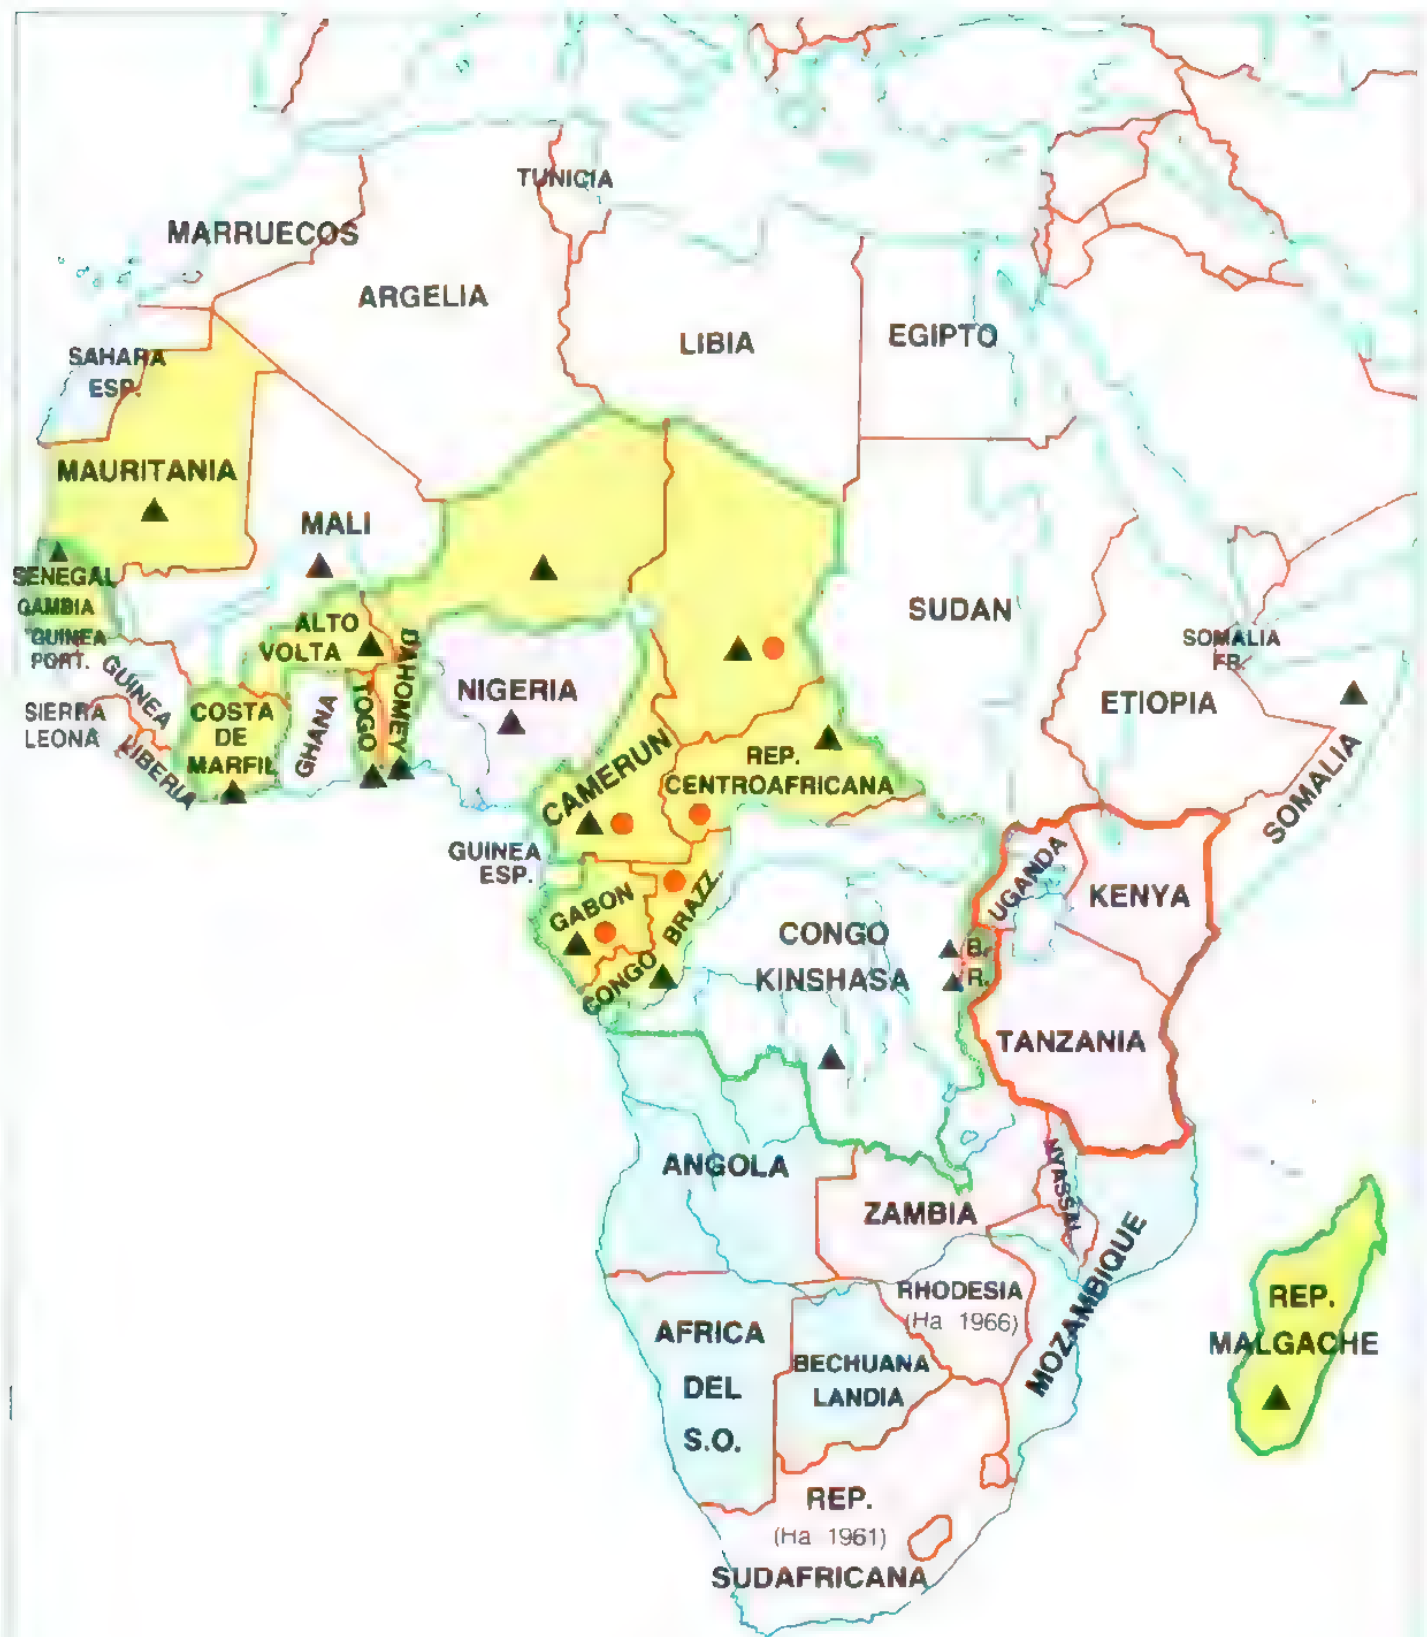 TUNICIA
MARRUECOS
ARGELIA
LIBIA
EGIPTO
SAHARA
ESP.
MAURITANIA
MALI
SENEGAL
GAMBIA
GUINEA
PORT.
GUINEA
SIERRA
LEONA
LIBERIA
COSTA
DE
MARFIL
ALTO
VOLTA
GHANA
TOGO
DAHOMEY
NIGERIA
SUDAN
SOMALIA
FR.
ETIOPIA
SOMALIA
CAMERUN
REP.
CENTROAFRICANA
GUINEA
ESP.
GABON
CONGO
BRAZZ.
CONGO
KINSHASA
UGANDA
KENYA
B.
R.
TANZANIA
ANGOLA
ZAMBIA
NYASSAL
MOZAMBIQUE
RHODESIA
(Ha 1966)
AFRICA
DEL
S.O.
BECHUANA
LANDIA
REP.
MALGACHE
REP.
(Ha 1961)
SUDAFRICANA